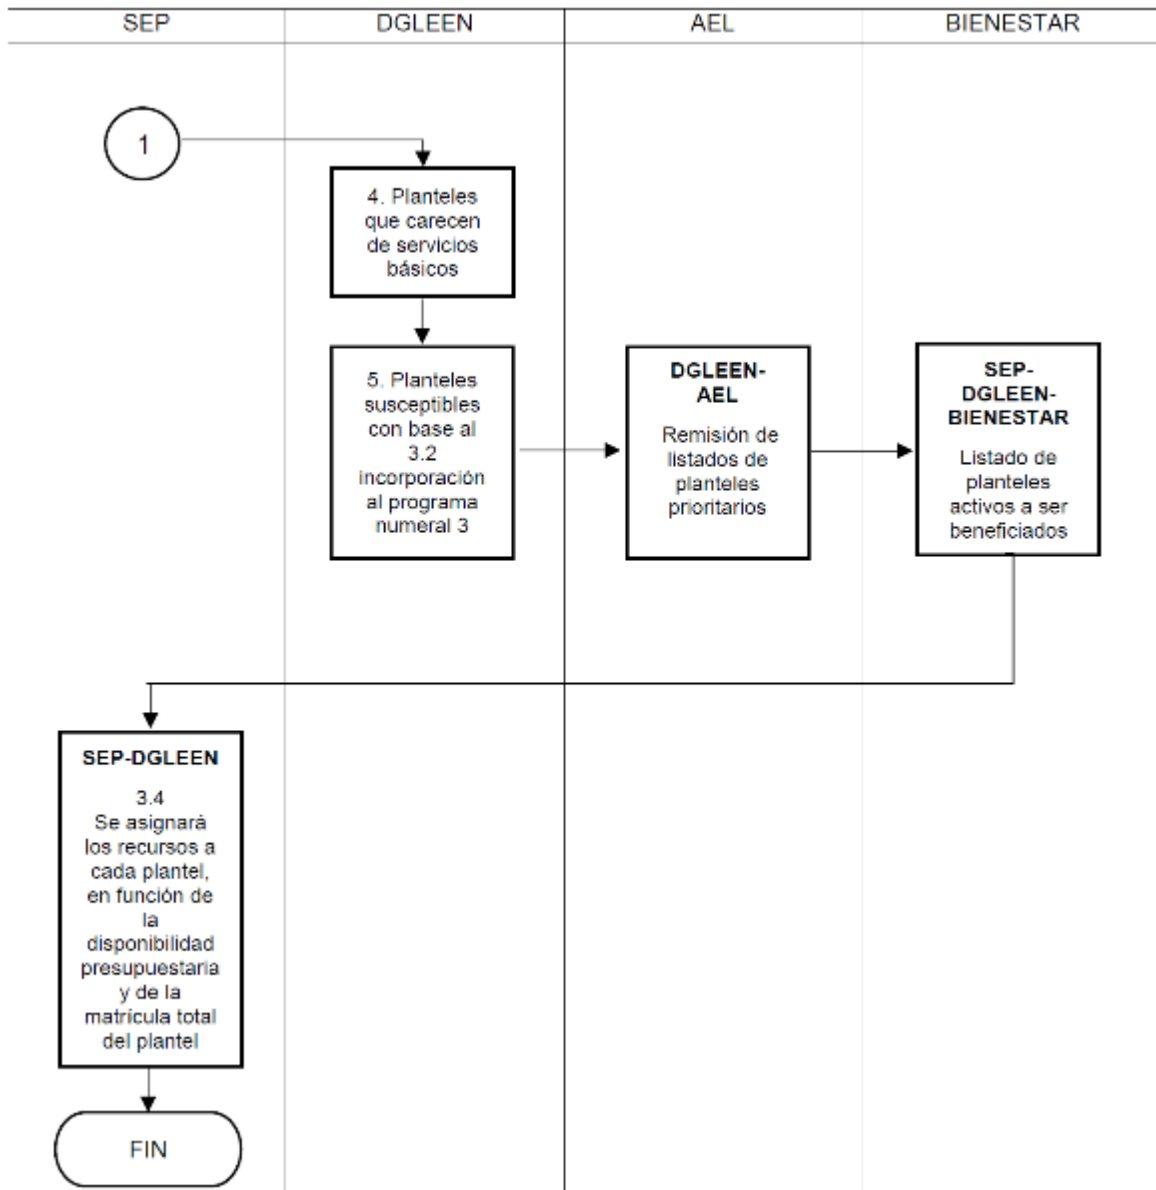 SEP
DGLEEN
AEL
BIENESTAR
1
4. Planteles
que carecen
de servicios
básicos
5. Planteles
susceptibles
con base al
3.2
incorporación
al programa
numeral 3
DGLEEN-
AEL
Remisión de
listados de
planteles
prioritarios
SEP-
DGLEEN-
BIENESTAR
Listado de
planteles
activos a ser
beneficiados
SEP-DGLEEN
3.4
Se asignará
los recursos a
cada plantel,
en función de
la
disponibilidad
presupuestaria
y de la
matrícula total
del plantel
FIN